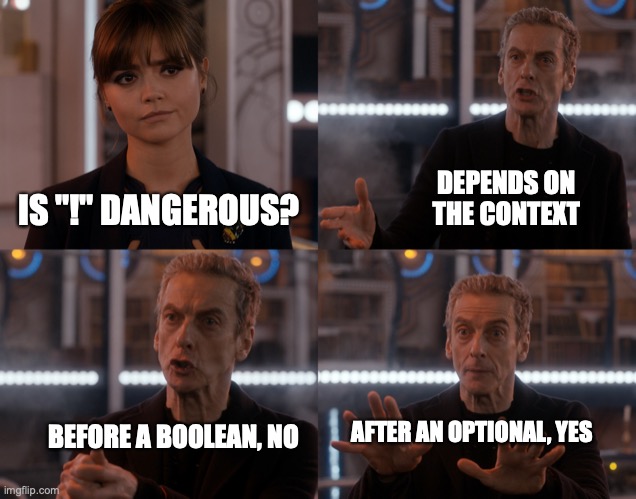 IS "!" DANGEROUS?
DEPENDS ON
THE CONTEXT
BEFORE A BOOLEAN, NO
AFTER AN OPTIONAL, YES
imgflip.com